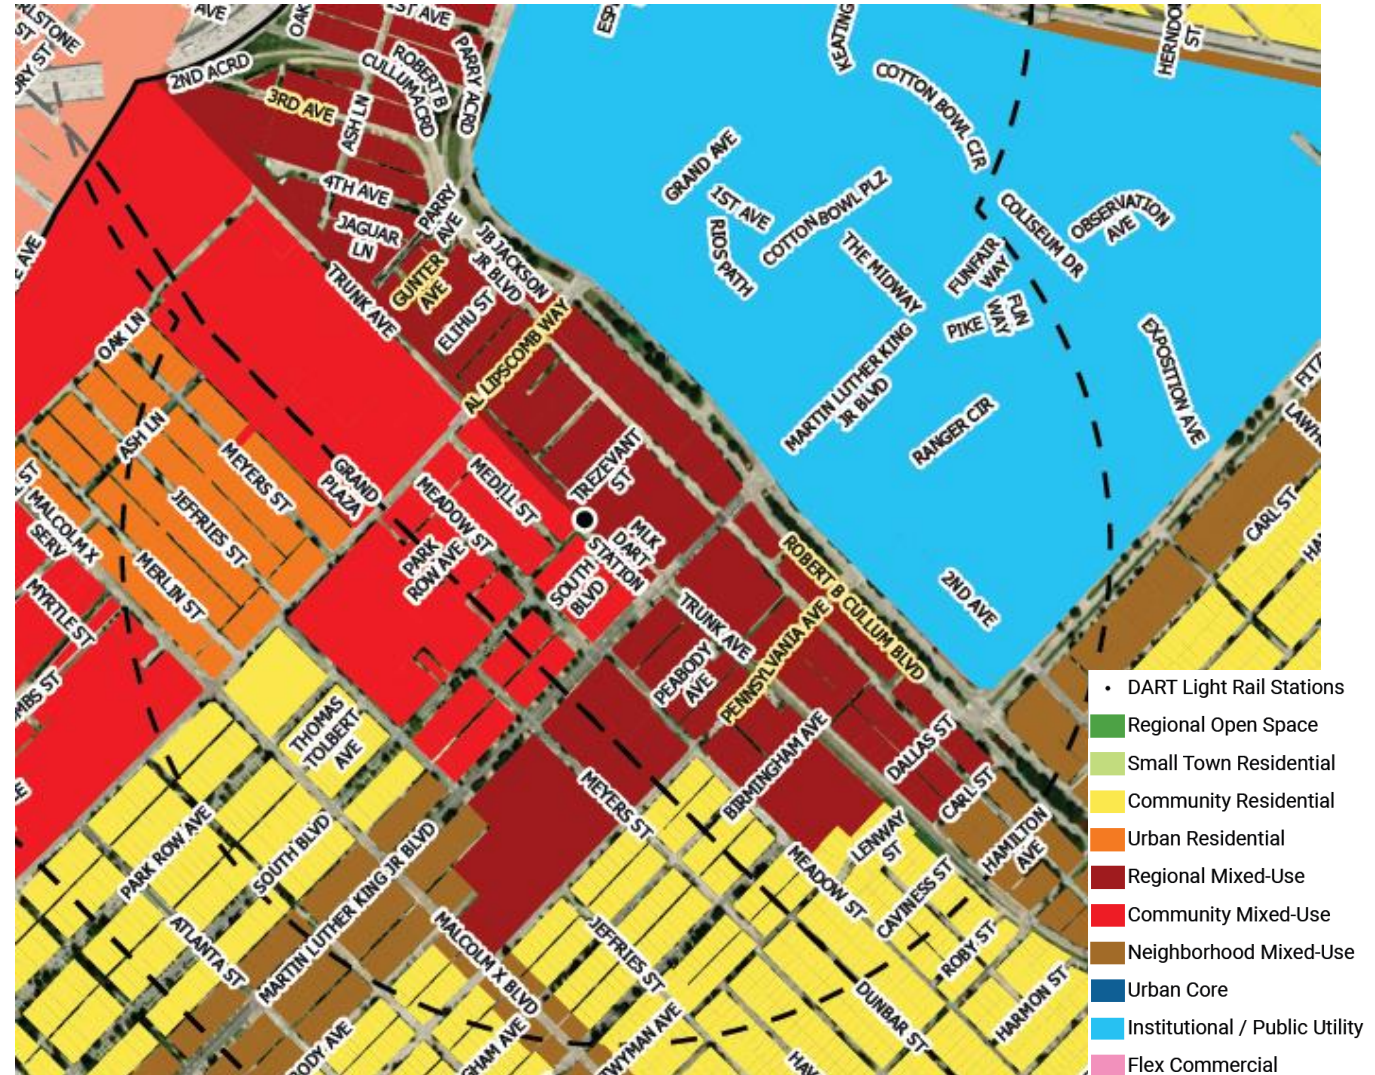 AVE
OAK
1ST AVE
2ND ACRD
ROBERT B
CULLUM ACRD
PARRY ACRD
KEATING
HERNDON
ST
COTTON BOWL CIR
3RD AVE
ASH LN
GRAND AVE
4TH AVE
PARRY
AVE
1ST AVE
COTTON BOWL PLZ
COLISEUM DR
OBSERVATION
AVE
JAGUAR
LN
JB JACKSON
JR BLVD
RIOS PATH
THE MIDWAY
FUNFAIR
WAY
GUNTER
AVE
TRUNK AVE
ELIHU ST
AL LIPSCOMB WAY
FUN
WAY
PIKE
EXPOSITION AVE
OAK LN
MARTIN LUTHER KING
JR BLVD
RANGER CIR
ASH LN
MEYERS ST
GRAND
PLAZA
MEDILL ST
MEADOW ST
TREZEVANT
ST
JEFFRIES ST
MALCOLM X
SERV
PARK
ROW AVE
MLK
DART
STATION
SOUTH
BLVD
CARL ST
MERLIN ST
MYRTLE ST
TRUNK AVE
ROBERT B CULLUM BLVD
2ND AVE
PEABODY
AVE
PENNSYLVANIA AVE
THOMAS
TOLBERT
AVE
BIRMINGHAM AVE
DALLAS ST
CARL ST
MEYERS ST
HAMILTON
AVE
PARK ROW AVE
SOUTH BLVD
MARTIN LUTHER KING JR BLVD
MEADOW ST
LENWAY
ST
CAVINESS ST
ATLANTA ST
MALCOLM X BLVD
JEFFRIES ST
ROBY ST
DUNBAR ST
HARMON ST
DART Light Rail Stations
Regional Open Space
Small Town Residential
Community Residential
Urban Residential
Regional Mixed-Use
Community Mixed-Use
Neighborhood Mixed-Use
Urban Core
Institutional / Public Utility
Flex Commercial